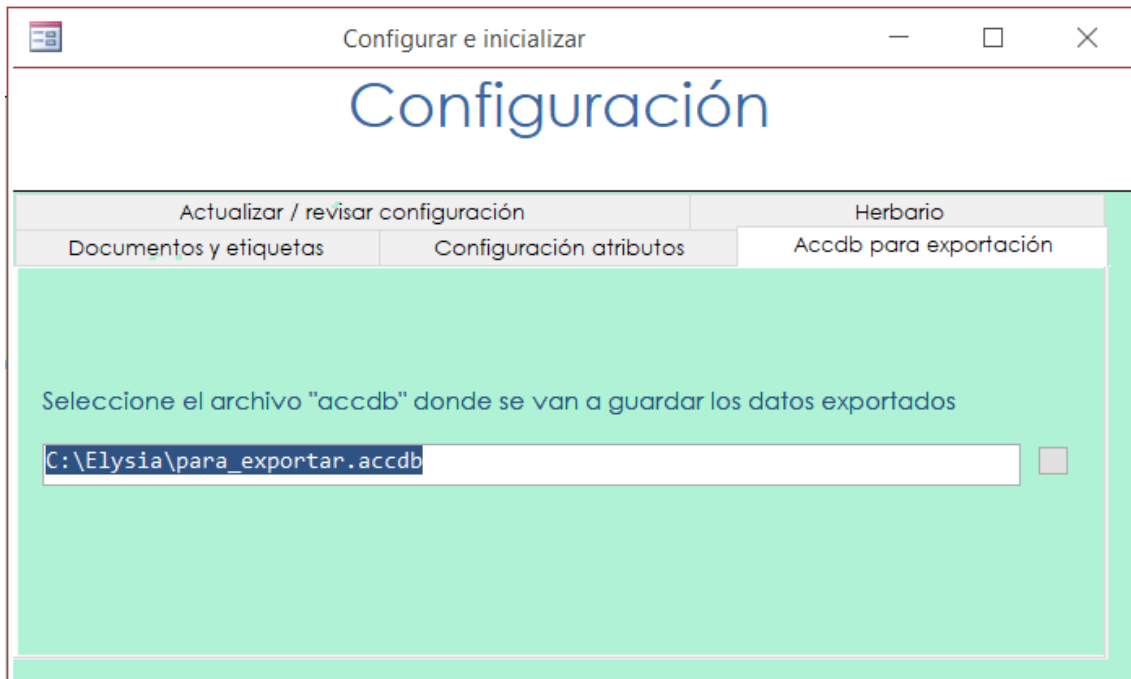 Configurar e inicializar
Configuración
Actualizar / revisar configuración
Herbario
Documentos y etiquetas
Configuración atributos
Accdb para exportación
Seleccione el archivo "accdb" donde se van a guardar los datos exportados
C:\Elysia\para_exportar.accdb